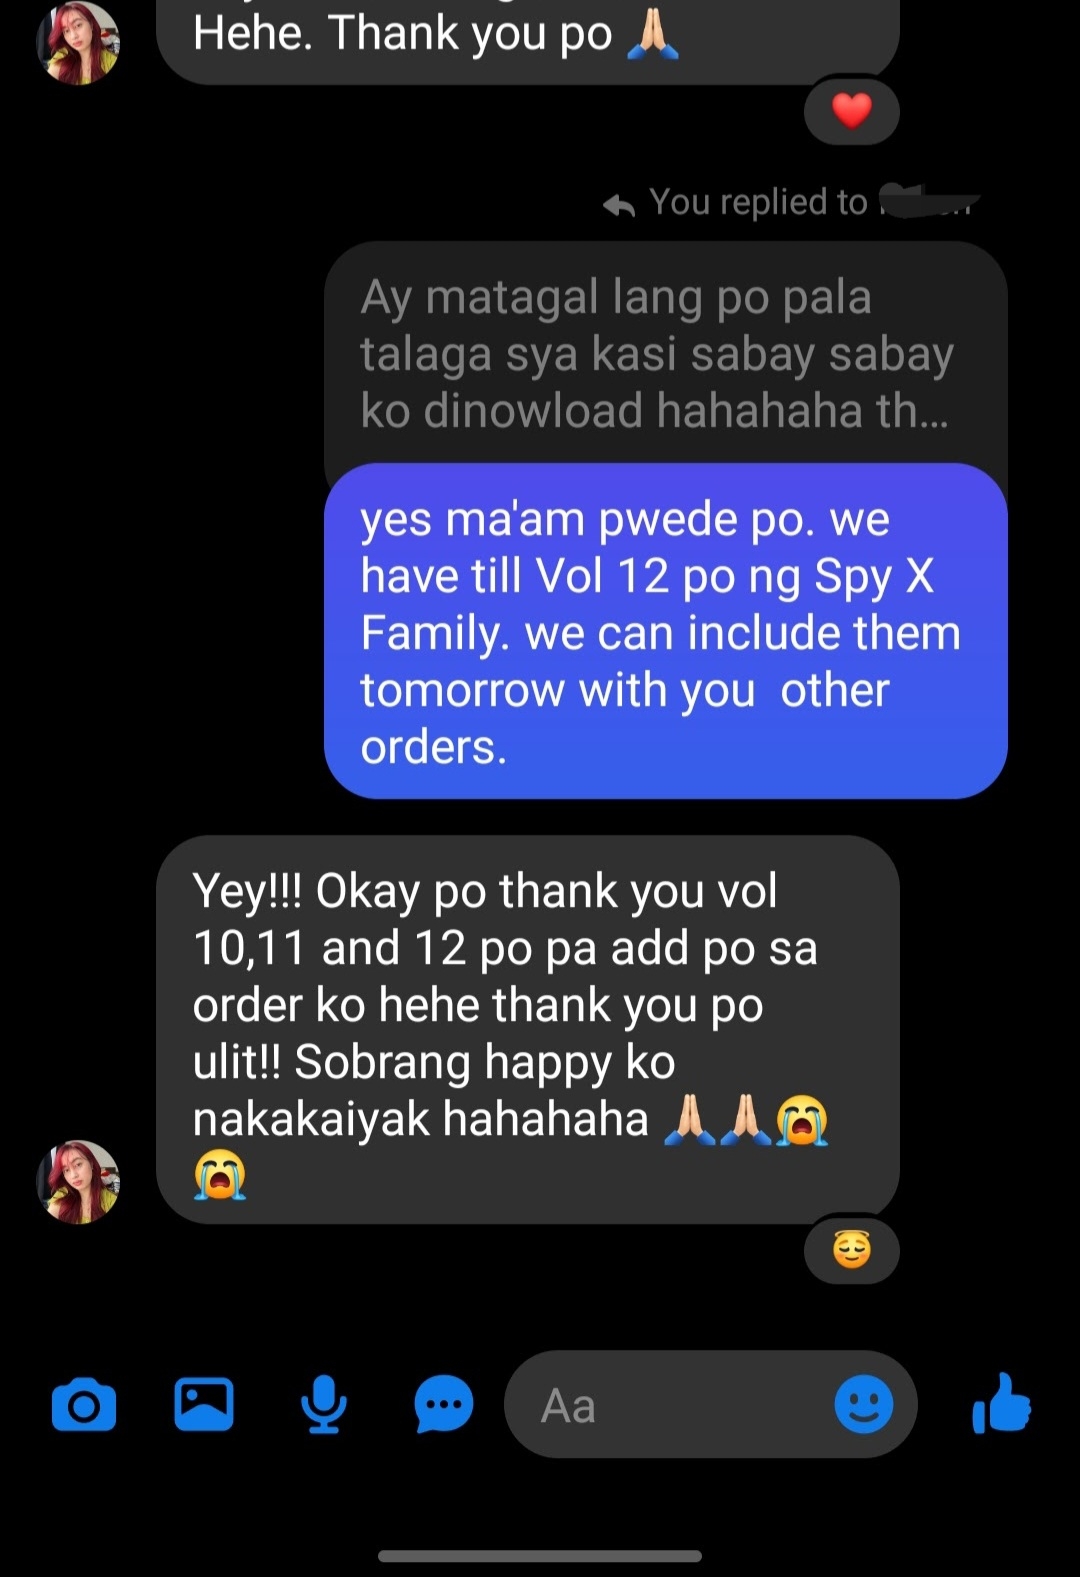 Hehe. Thank you po 🙏🏻
You replied to
Ay matagal lang po pala
talaga sya kasi sabay sabay
ko dinowload hahahaha th...
yes ma'am pwede po. we
have till Vol 12 po ng Spy X
Family. we can include them
tomorrow with you  other
orders.
Yey!!! Okay po thank you vol
10,11 and 12 po pa add po sa
order ko hehe thank you po
ulit!! Sobrang happy ko
nakakaiyak hahahaha 🙏🏻🙏🏻😭
😭
Aa